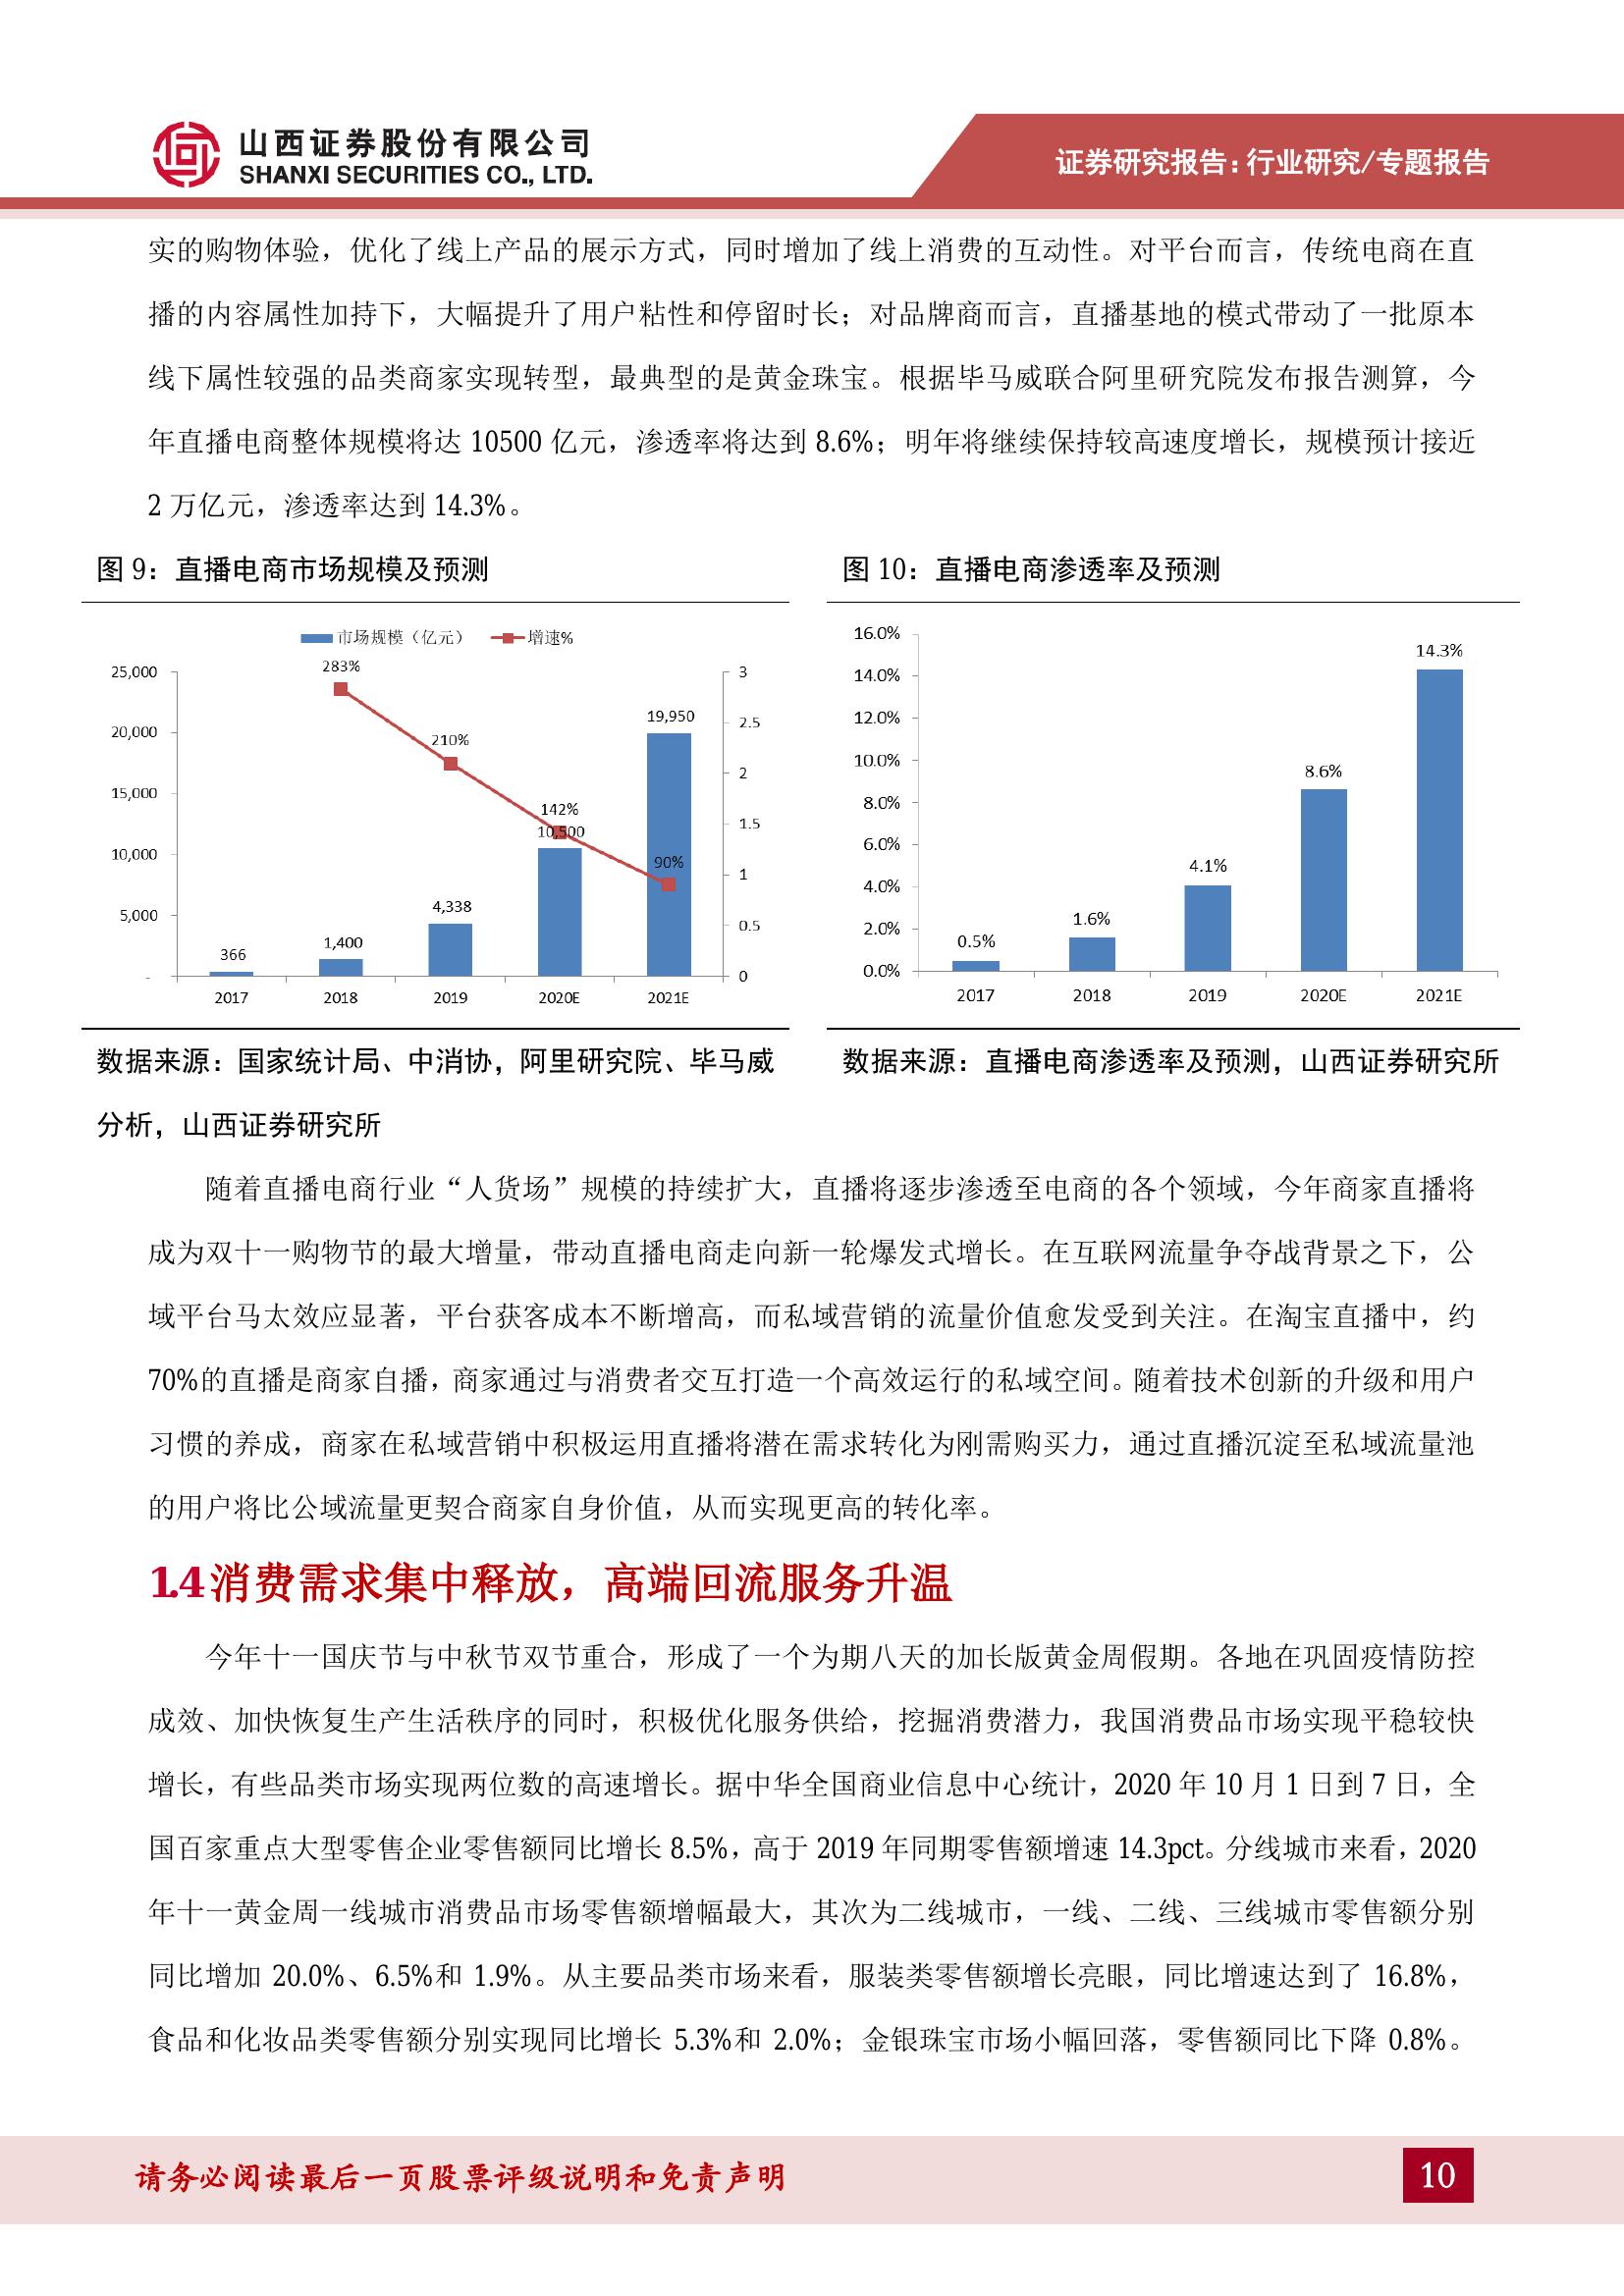 山西证券股份有限公司
SHANXI SECURITIES CO., LTD.
证券研究报告：行业研究/专题报告
实的购物体验，优化了线上产品的展示方式，同时增加了线上消费的互动性。对平台而言，传统电商在直
播的内容属性加持下，大幅提升了用户粘性和停留时长；对品牌商而言，直播基地的模式带动了一批原本
线下属性较强的品类商家实现转型，最典型的是黄金珠宝。根据毕马威联合阿里研究院发布报告测算，今
年直播电商整体规模将达 10500 亿元，渗透率将达到 8.6%；明年将继续保持较高速度增长，规模预计接近
2 万亿元，渗透率达到 14.3%。
图 9：直播电商市场规模及预测
市场规模（亿元） 增速%
25,000
20,000
15,000
10,000
5,000
-
3
2.5
2
1.5
1
0.5
0
283%
210%
142%
90%
366
1,400
4,338
10,500
19,950
2017 2018 2019 2020E 2021E
数据来源：国家统计局、中消协，阿里研究院、毕马威
分析，山西证券研究所
图 10：直播电商渗透率及预测
16.0%
14.0%
12.0%
10.0%
8.0%
6.0%
4.0%
2.0%
0.0%
0.5%
1.6%
4.1%
8.6%
14.3%
2017 2018 2019 2020E 2021E
数据来源：直播电商渗透率及预测，山西证券研究所
随着直播电商行业“人货场”规模的持续扩大，直播将逐步渗透至电商的各个领域，今年商家直播将
成为双十一购物节的最大增量，带动直播电商走向新一轮爆发式增长。在互联网流量争夺战背景之下，公
域平台马太效应显著，平台获客成本不断增高，而私域营销的流量价值愈发受到关注。在淘宝直播中，约
70%的直播是商家自播，商家通过与消费者交互打造一个高效运行的私域空间。随着技术创新的升级和用户
习惯的养成，商家在私域营销中积极运用直播将潜在需求转化为刚需购买力，通过直播沉淀至私域流量池
的用户将比公域流量更契合商家自身价值，从而实现更高的转化率。
1.4 消费需求集中释放，高端回流服务升温
今年十一国庆节与中秋节双节重合，形成了一个为期八天的加长版黄金周假期。各地在巩固疫情防控
成效、加快恢复生产生活秩序的同时，积极优化服务供给，挖掘消费潜力，我国消费品市场实现平稳较快
增长，有些品类市场实现两位数的高速增长。据中华全国商业信息中心统计，2020 年 10 月 1 日到 7 日，全
国百家重点大型零售企业零售额同比增长 8.5%，高于 2019 年同期零售额增速 14.3pct。分线城市来看，2020
年十一黄金周一线城市消费品市场零售额增幅最大，其次为二线城市，一线、二线、三线城市零售额分别
同比增加 20.0%、6.5%和 1.9%。从主要品类市场来看，服装类零售额增长亮眼，同比增速达到了 16.8%，
食品和化妆品类零售额分别实现同比增长 5.3%和 2.0%；金银珠宝市场小幅回落，零售额同比下降 0.8%。
请务必阅读最后一页股票评级说明和免责声明
10